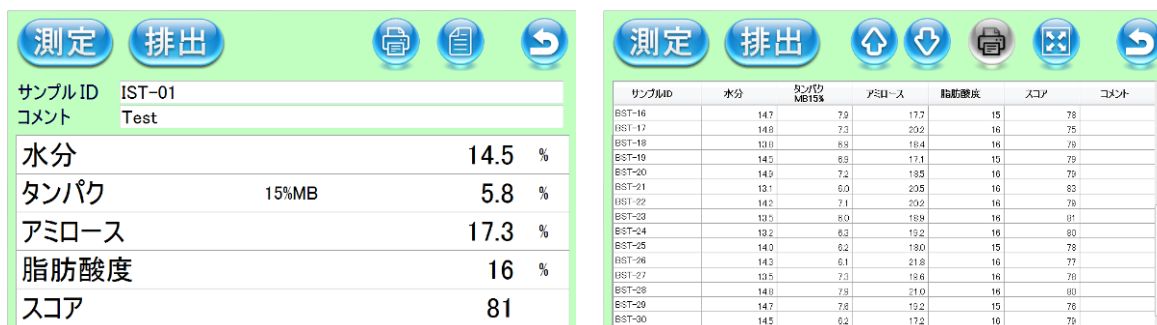 測定 排出
サンプル ID IST-01
コメント Test
水分 14.5 %
タンパク 15%MB 5.8 %
アミロース 17.3 %
脂肪酸度 16 %
スコア 81
測定 排出
サンプルID 水分 タンパク MB15% アミロース 脂肪酸度 スコア コメント
BST-16 14.7 7.9 17.7 15 78
BST-17 14.8 7.3 20.2 16 75
BST-18 13.8 6.9 18.4 16 79
BST-19 14.5 6.9 17.1 15 79
BST-20 14.9 7.2 18.5 16 79
BST-21 13.1 6.0 20.5 16 83
BST-22 14.2 7.1 20.2 16 79
BST-23 13.5 8.0 18.9 16 81
BST-24 13.2 6.3 19.2 16 80
BST-25 14.0 6.2 18.0 15 78
BST-26 14.3 6.1 21.8 16 77
BST-27 13.5 7.3 19.6 16 78
BST-28 14.8 7.9 21.0 16 80
BST-29 14.7 7.6 19.2 15 76
BST-30 14.5 6.2 17.2 16 79